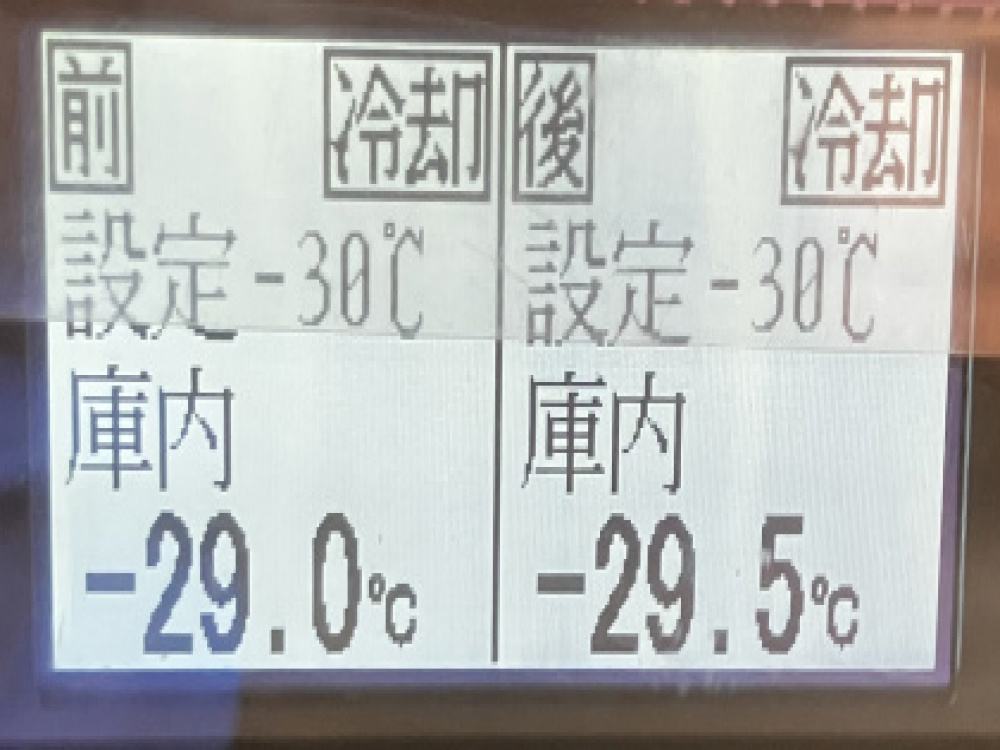 前 冷却
設定 -30℃
庫内
-29.0℃
後 冷却
設定 -30℃
庫内
-29.5℃